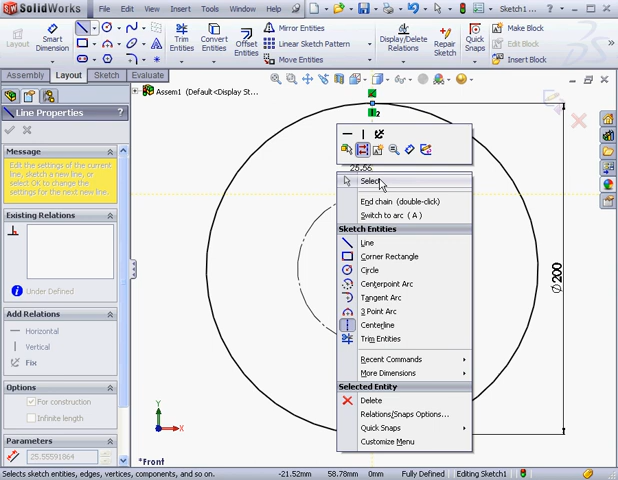 SolidWorks
Sketch1 ...
Layout
Smart Dimension
Trim Entities
Convert Entities
Offset Entities
Mirror Entities
Linear Sketch Pattern
Move Entities
Display/Delete Relations
Repair Sketch
Quick Snaps
Make Block
Edit Block
Insert Block
Assembly
Layout
Sketch
Evaluate
Assem1 (Default<Display St...
Line Properties
Message
Edit the settings of the current line, sketch a new line, or select OK to change the settings for the next new line.
Existing Relations
Under Defined
Add Relations
Horizontal
Vertical
Fix
Options
For construction
Infinite length
Parameters
25.55591864
2
25.56
Select
End chain (double-click)
Switch to arc ( A )
Sketch Entities
Line
Corner Rectangle
Circle
Centerpoint Arc
Tangent Arc
3 Point Arc
Centerline
Trim Entities
Recent Commands
More Dimensions
Selected Entity
Delete
Relations/Snaps Options...
Quick Snaps
Customize Menu
Ø200
Y
X
*Front
Selects sketch entities, edges, vertices, components, and so on.
-21.52mm
58.78mm
0mm
Fully Defined
Editing Sketch1